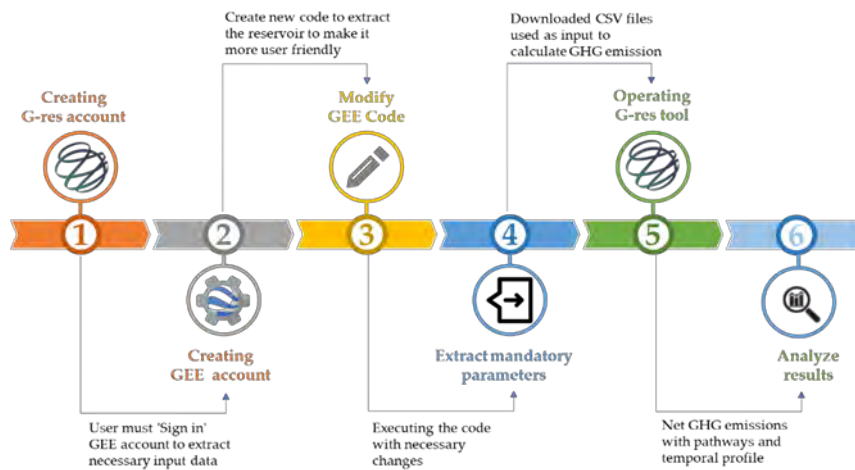 Create new code to extract
the reservoir to make it
more user friendly
Downloaded CSV files
used as input to
calculate GHG emission
Creating
G-res account
Modify
GEE Code
Operating
G-res tool
1
2
3
4
5
6
Creating
GEE account
Extract mandatory
parameters
Analyze
results
User must 'Sign in'
GEE account to extract
necessary input data
Executing the code
with necessary
changes
Net GHG emissions
with pathways and
temporal profile